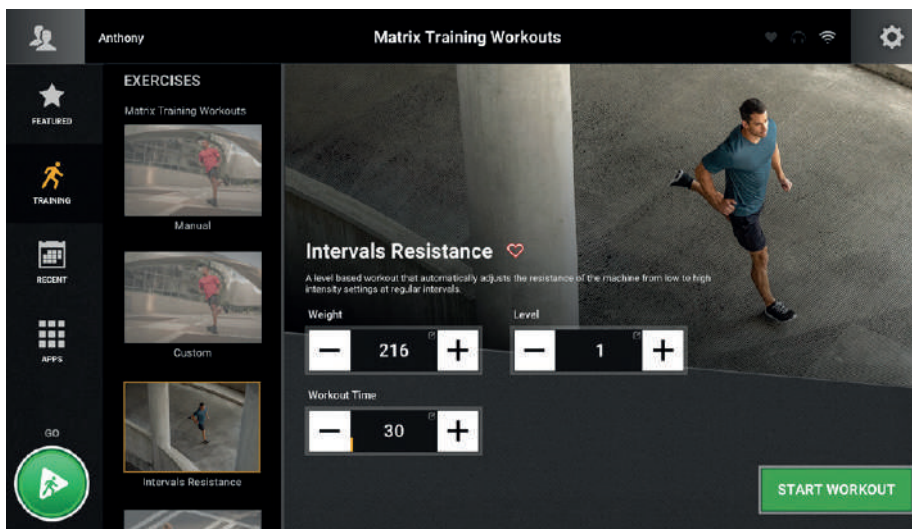 Anthony
Matrix Training Workouts
FEATURED
TRAINING
RECENT
APPS
GO
EXERCISES
Matrix Training Workouts
Manual
Custom
Intervals Resistance
Intervals Resistance
A level based workout that automatically adjusts the resistance of the machine from low to high
intensity settings at regular intervals.
Weight
Level
216
1
Workout Time
30
START WORKOUT